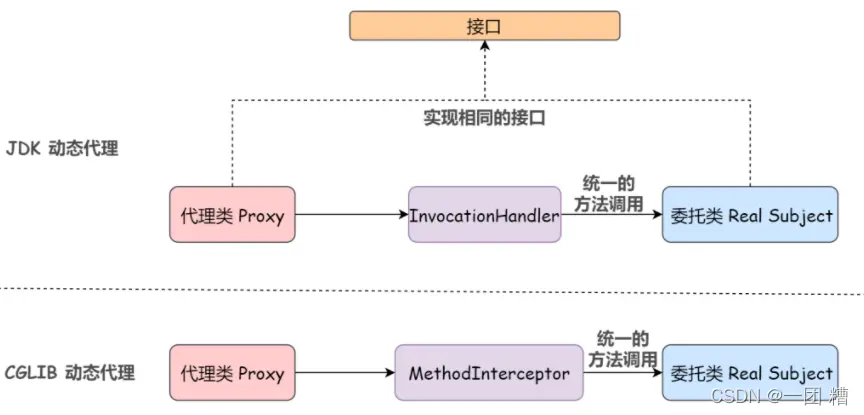 接口
实现相同的接口
JDK 动态代理
代理类 Proxy
InvocationHandler
统一的
方法调用
委托类 Real Subject
CGLIB 动态代理
代理类 Proxy
MethodInterceptor
统一的
方法调用
委托类 Real Subject
CSDN @一团 糟